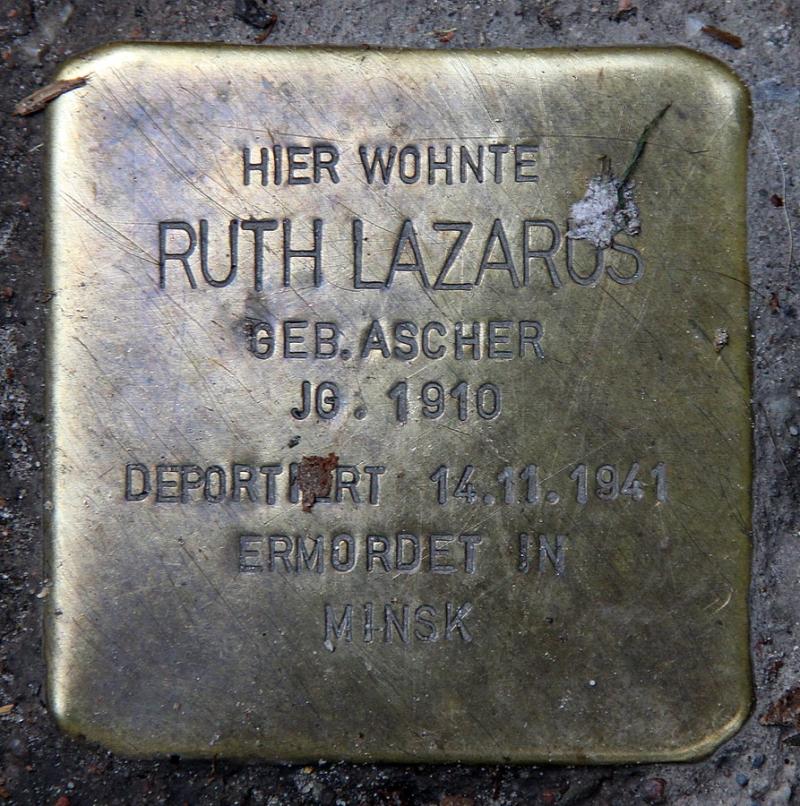 HIER WOHNTE
RUTH LAZARUS
GEB. ASCHER
JG. 1910
DEPORTIERT 14.11.1941
ERMORDET IN
MINSK